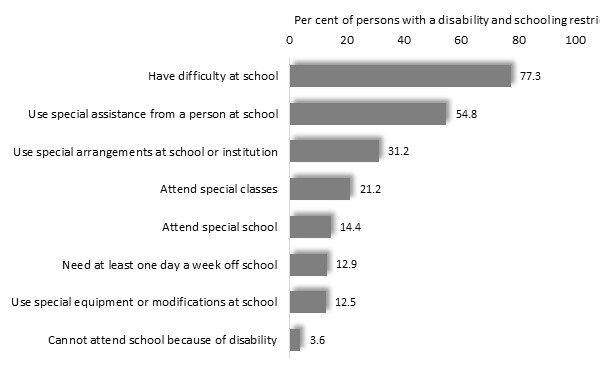 Per cent of persons with a disability and schooling
0 20 40 60 80 100
Have difficulty at school 77.3
Use special assistance from a person at school 54.8
Use special arrangements at school or institution 31.2
Attend special classes 21.2
Attend special school 14.4
Need at least one day a week off school 12.9
Use special equipment or modifications at school 12.5
Cannot attend school because of disability 3.6